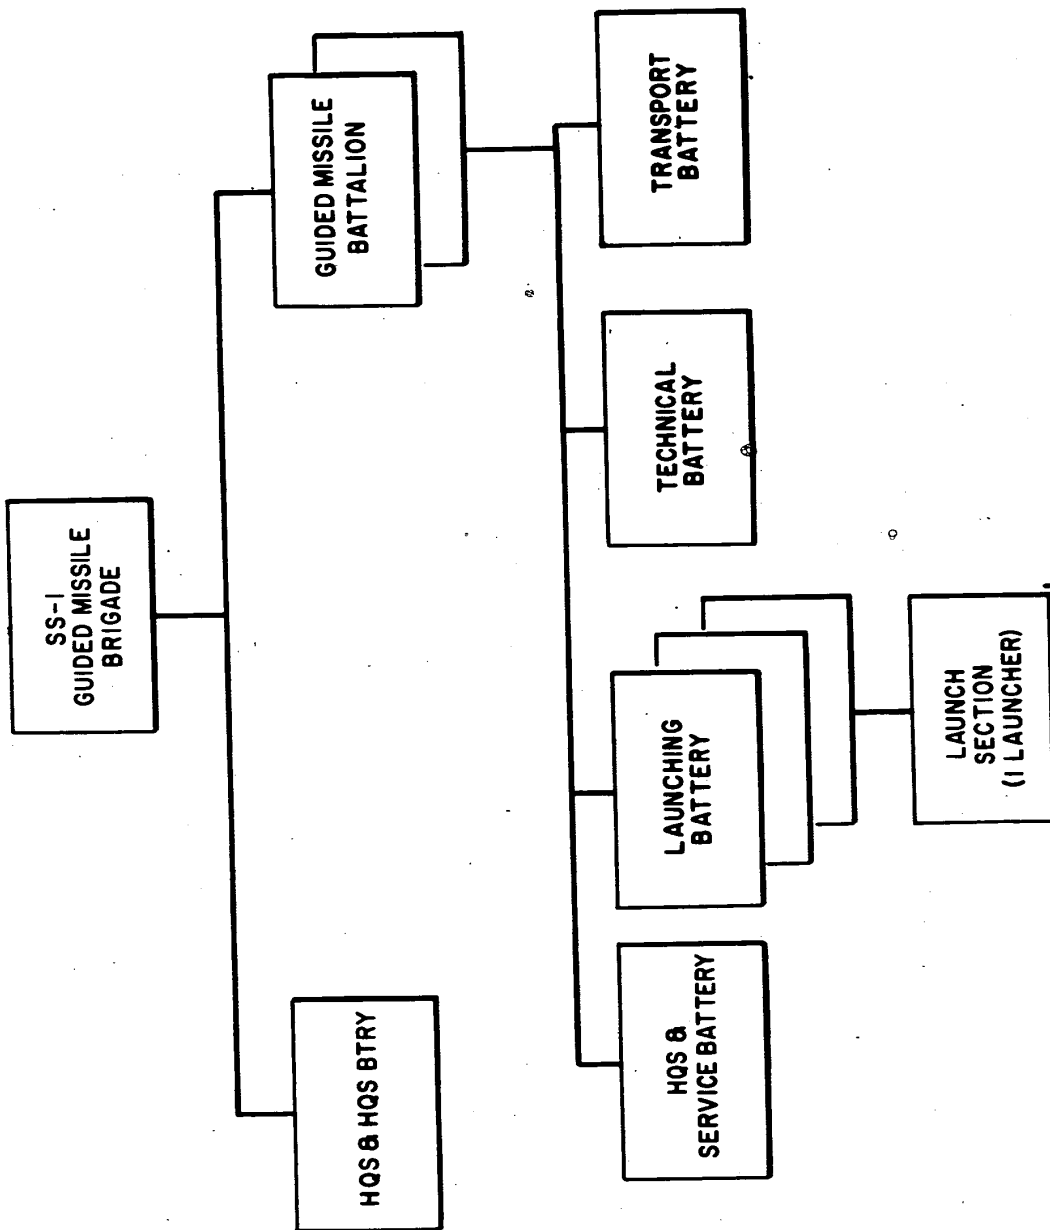 SS-1
GUIDED MISSILE
BRIGADE
HQS & HQS BTRY
GUIDED MISSILE
BATTALION
HQS &
SERVICE BATTERY
LAUNCHING
BATTERY
TECHNICAL
BATTERY
TRANSPORT
BATTERY
LAUNCH
SECTION
(1 LAUNCHER)